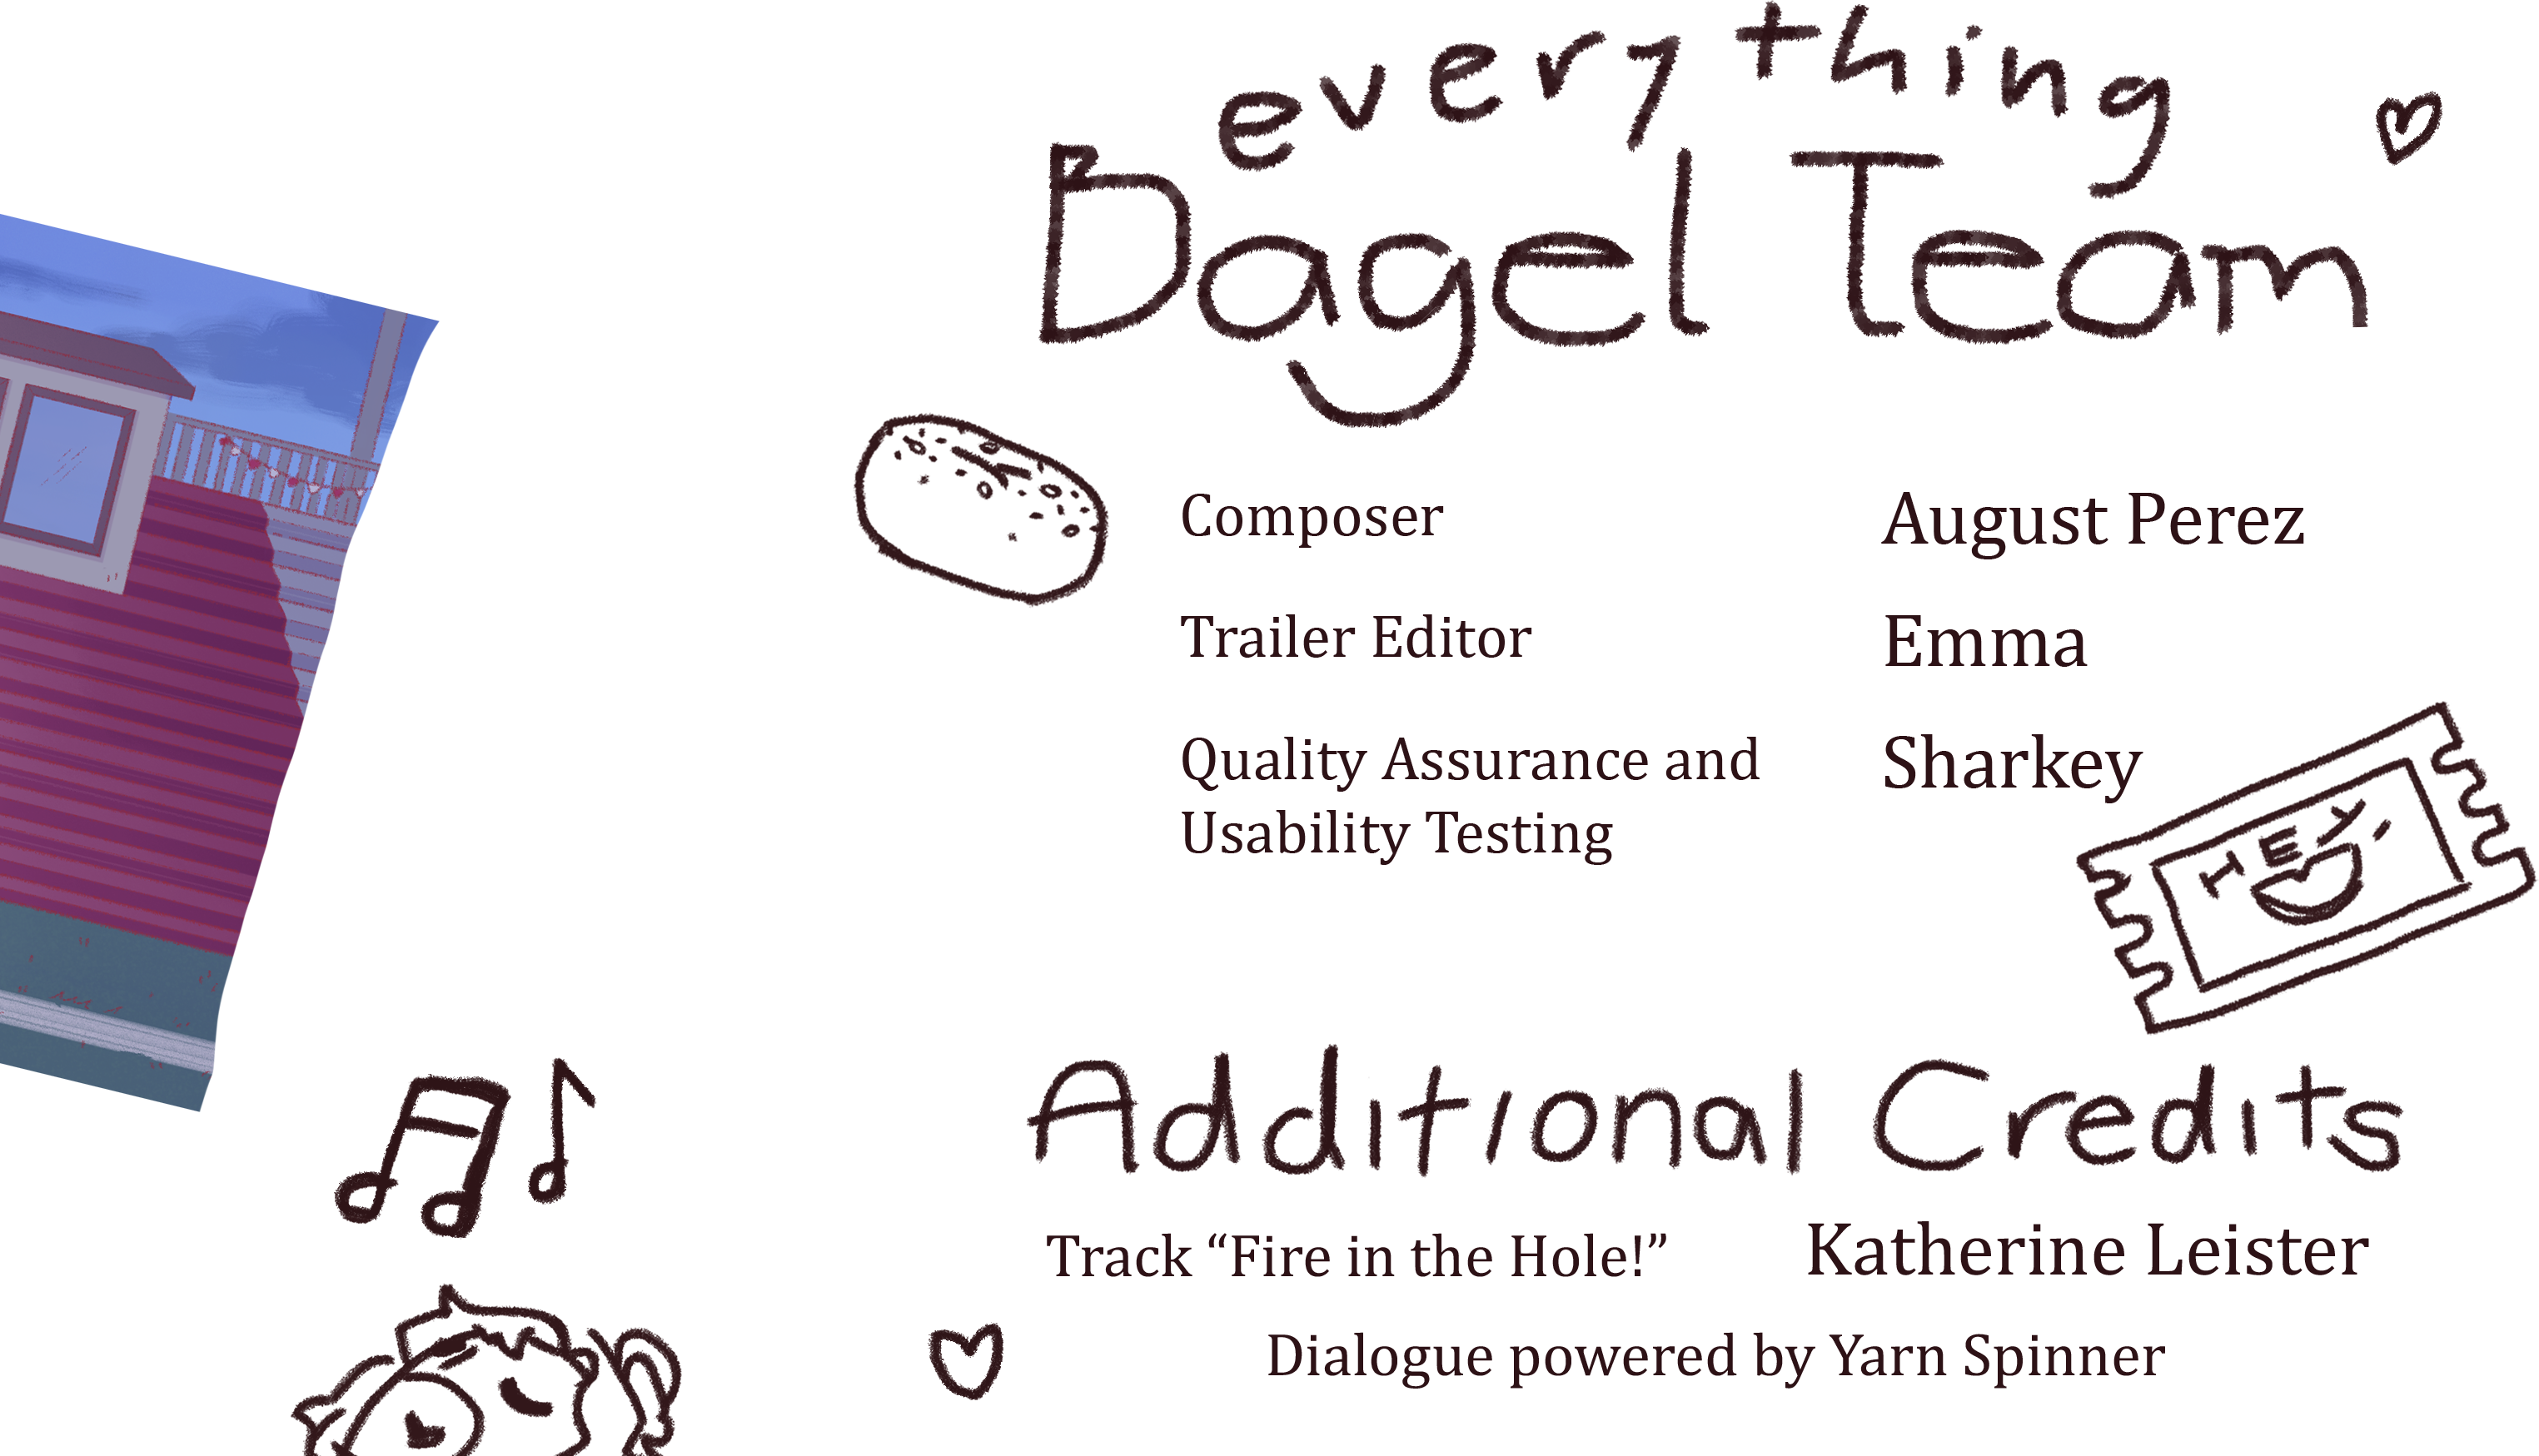 everything
Bagel Team
Composer August Perez
Trailer Editor Emma
Quality Assurance and Sharkey
Usability Testing
HEY
Additional Credits
Track “Fire in the Hole!” Katherine Leister
Dialogue powered by Yarn Spinner